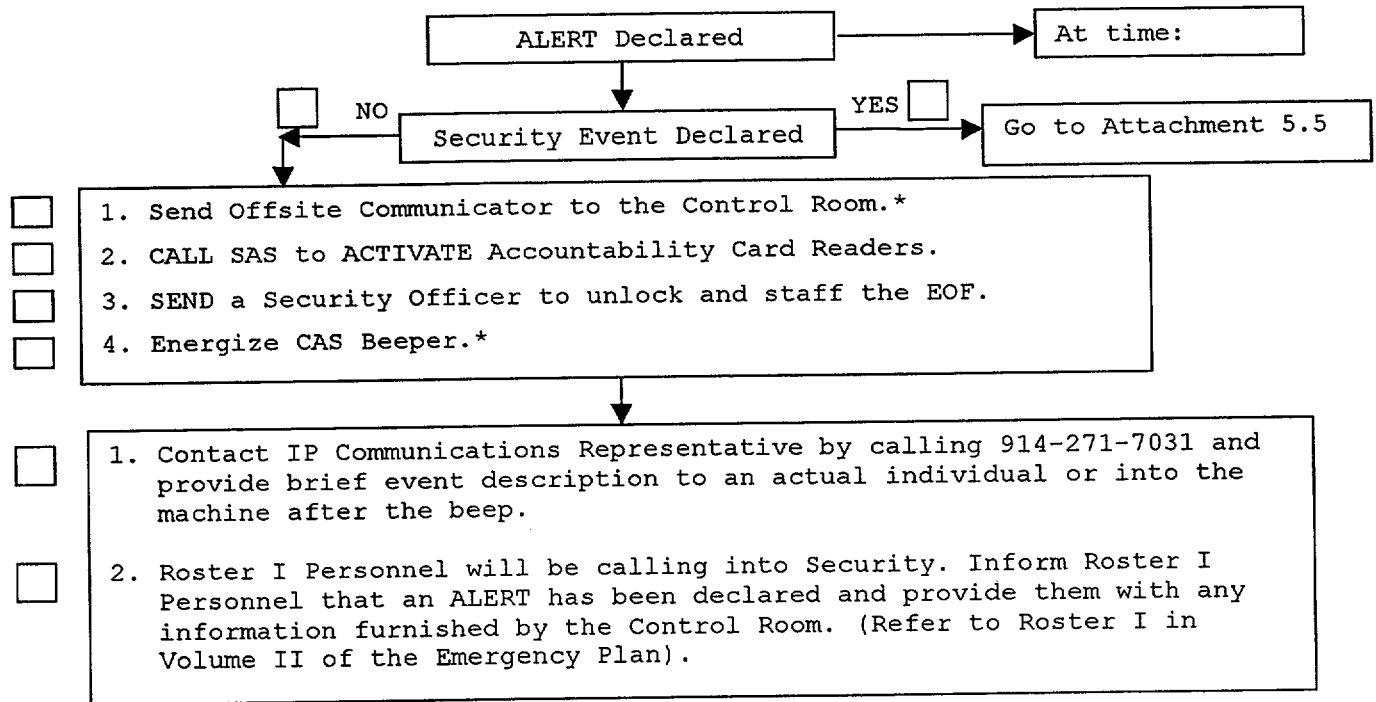 ALERT Declared
At time:
NO
YES
Security Event Declared
Go to Attachment 5.5
1. Send Offsite Communicator to the Control Room.*
2. CALL SAS to ACTIVATE Accountability Card Readers.
3. SEND a Security Officer to unlock and staff the EOF.
4. Energize CAS Beeper.*
1. Contact IP Communications Representative by calling 914-271-7031 and
provide brief event description to an actual individual or into the
machine after the beep.
2. Roster I Personnel will be calling into Security. Inform Roster I
Personnel that an ALERT has been declared and provide them with any
information furnished by the Control Room. (Refer to Roster I in
Volume II of the Emergency Plan).